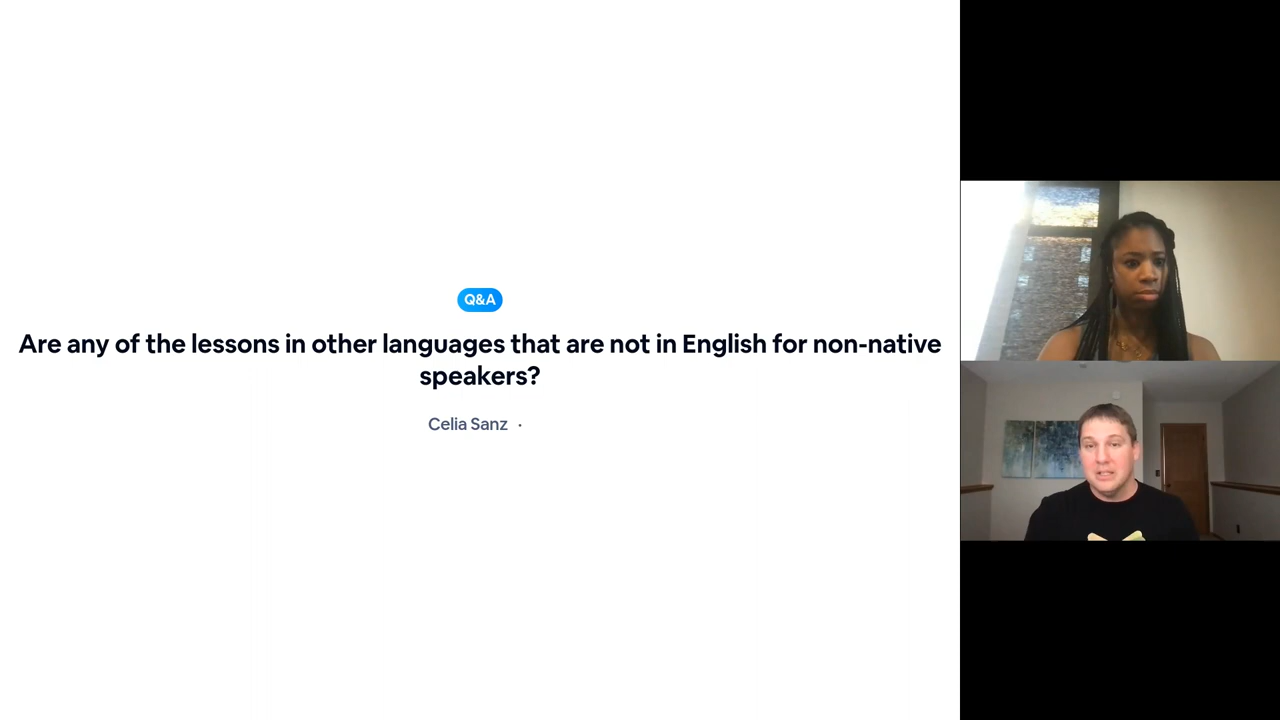 Q&A
Are any of the lessons in other languages that are not in English for non-native
speakers?
Celia Sanz ·